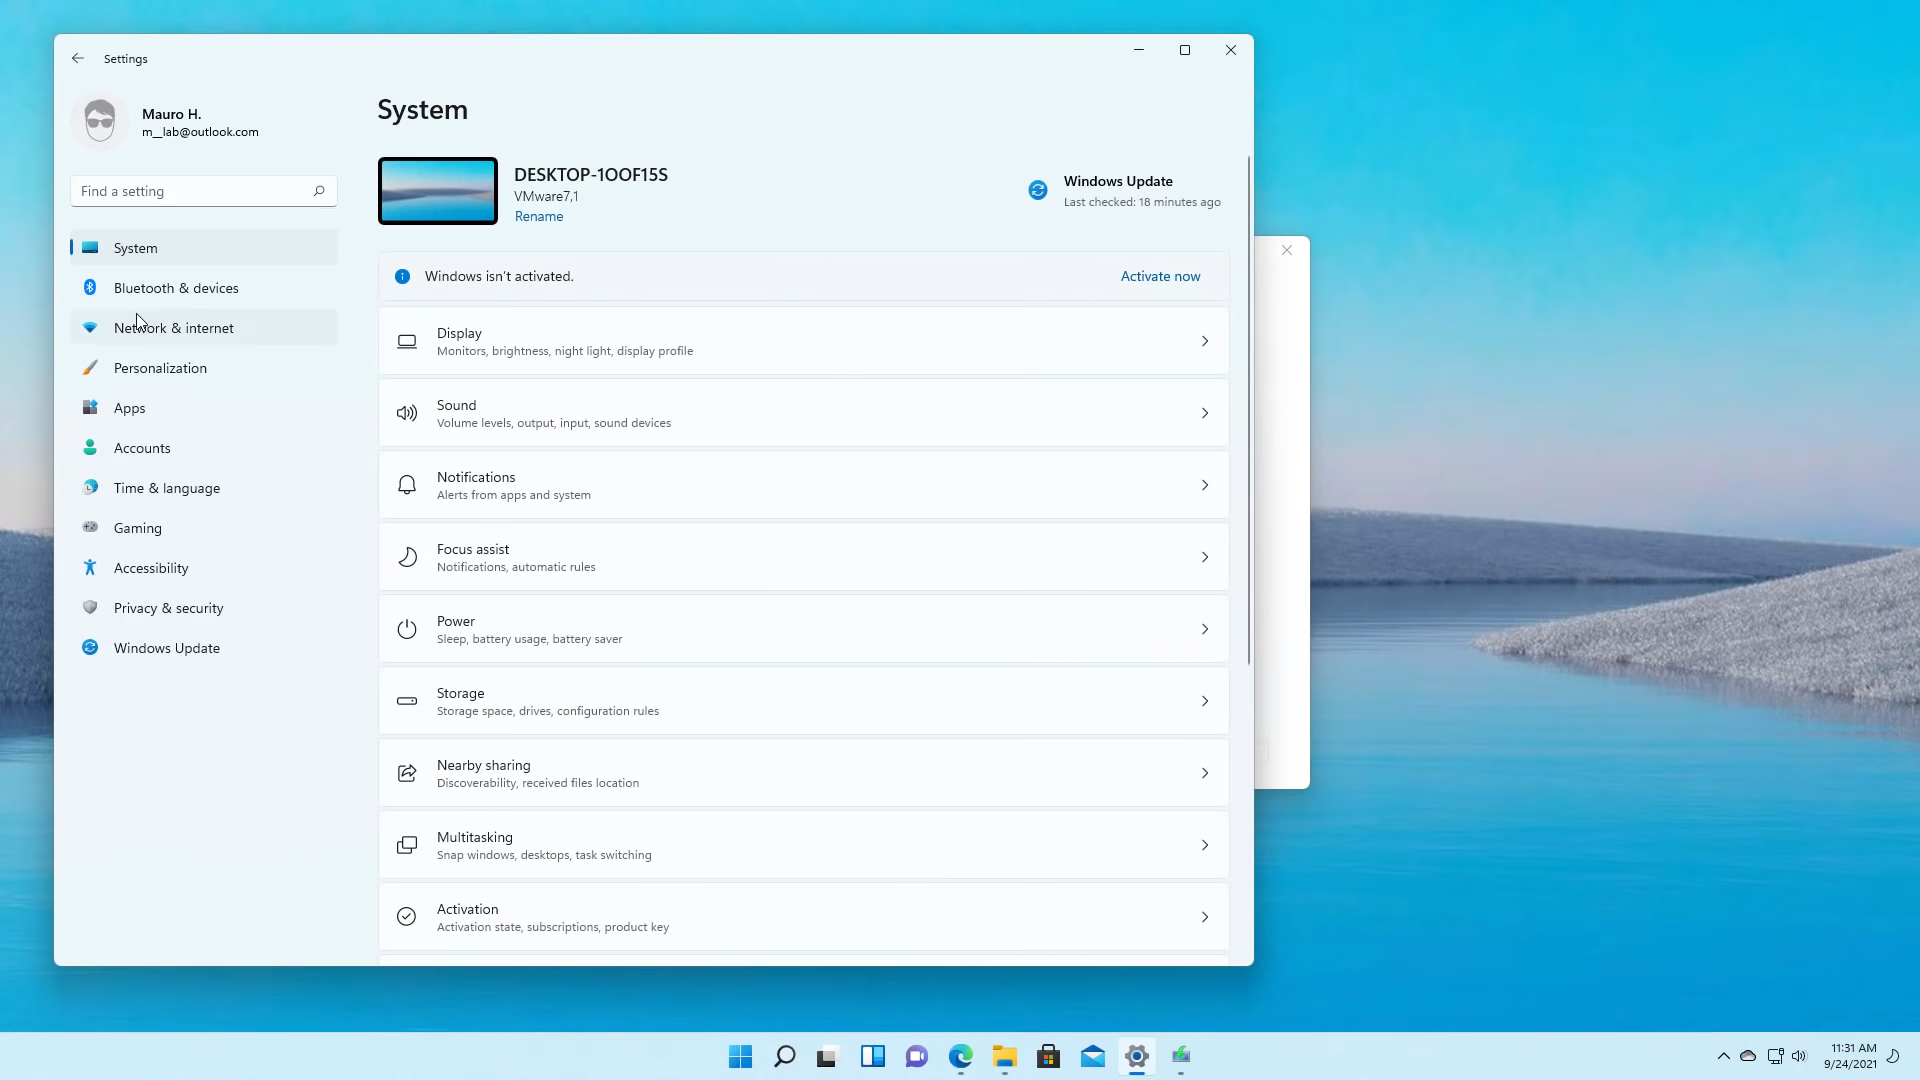 Settings
Mauro H.
m__lab@outlook.com
Find a setting
System
Bluetooth & devices
Network & internet
Personalization
Apps
Accounts
Time & language
Gaming
Accessibility
Privacy & security
Windows Update
System
DESKTOP-1OOF15S
VMware7,1
Rename
Windows Update
Last checked: 18 minutes ago
Windows isn't activated.
Activate now
Display
Monitors, brightness, night light, display profile
Sound
Volume levels, output, input, sound devices
Notifications
Alerts from apps and system
Focus assist
Notifications, automatic rules
Power
Sleep, battery usage, battery saver
Storage
Storage space, drives, configuration rules
Nearby sharing
Discoverability, received files location
Multitasking
Snap windows, desktops, task switching
Activation
Activation state, subscriptions, product key
11:31 AM
9/24/2021